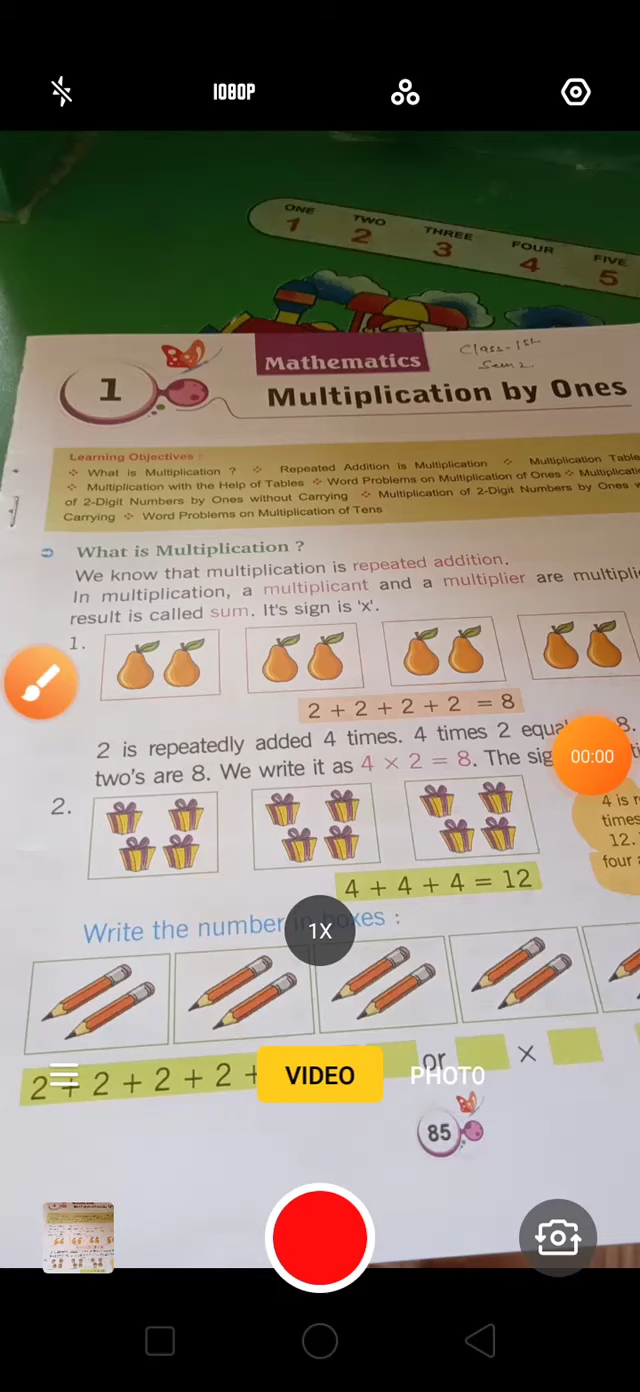 1080P
ONE TWO THREE FOUR FIVE
1 2 3 4 5
Class-1st
Sem 2
Mathematics
1
Multiplication by Ones
Learning Objectives :
❖ What is Multiplication ? ❖ Repeated Addition is Multiplication ❖ Multiplication Table
❖ Multiplication with the Help of Tables ❖ Word Problems on Multiplication of Ones ❖
of 2-Digit Numbers by Ones without Carrying ❖ Multiplication of 2-Digit Numbers by Ones
Carrying ❖ Word Problems on Multiplication of Tens
What is Multiplication ?
We know that multiplication is repeated addition.
In multiplication, a multiplicant and a multiplier are
result is called sum. It's sign is 'x'.
1.
2 + 2 + 2 + 2 = 8
2 is repeatedly added 4 times. 4 times 2 8.
two's are 8. We write it as 4 × 2 = 8. The
00:00
2.
4 is
times
12.
four
4 + 4 + 4 = 12
Write the number in boxes :
1X
2 + 2 + 2 + 2 + or ×
VIDEO
PHOTO
85